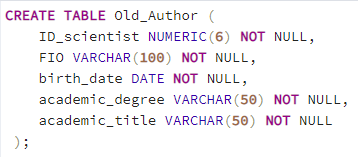 CREATE TABLE Old_Author (
    ID_scientist NUMERIC(6) NOT NULL,
    FIO VARCHAR(100) NOT NULL,
    birth_date DATE NOT NULL,
    academic_degree VARCHAR(50) NOT NULL,
    academic_title VARCHAR(50) NOT NULL
 );